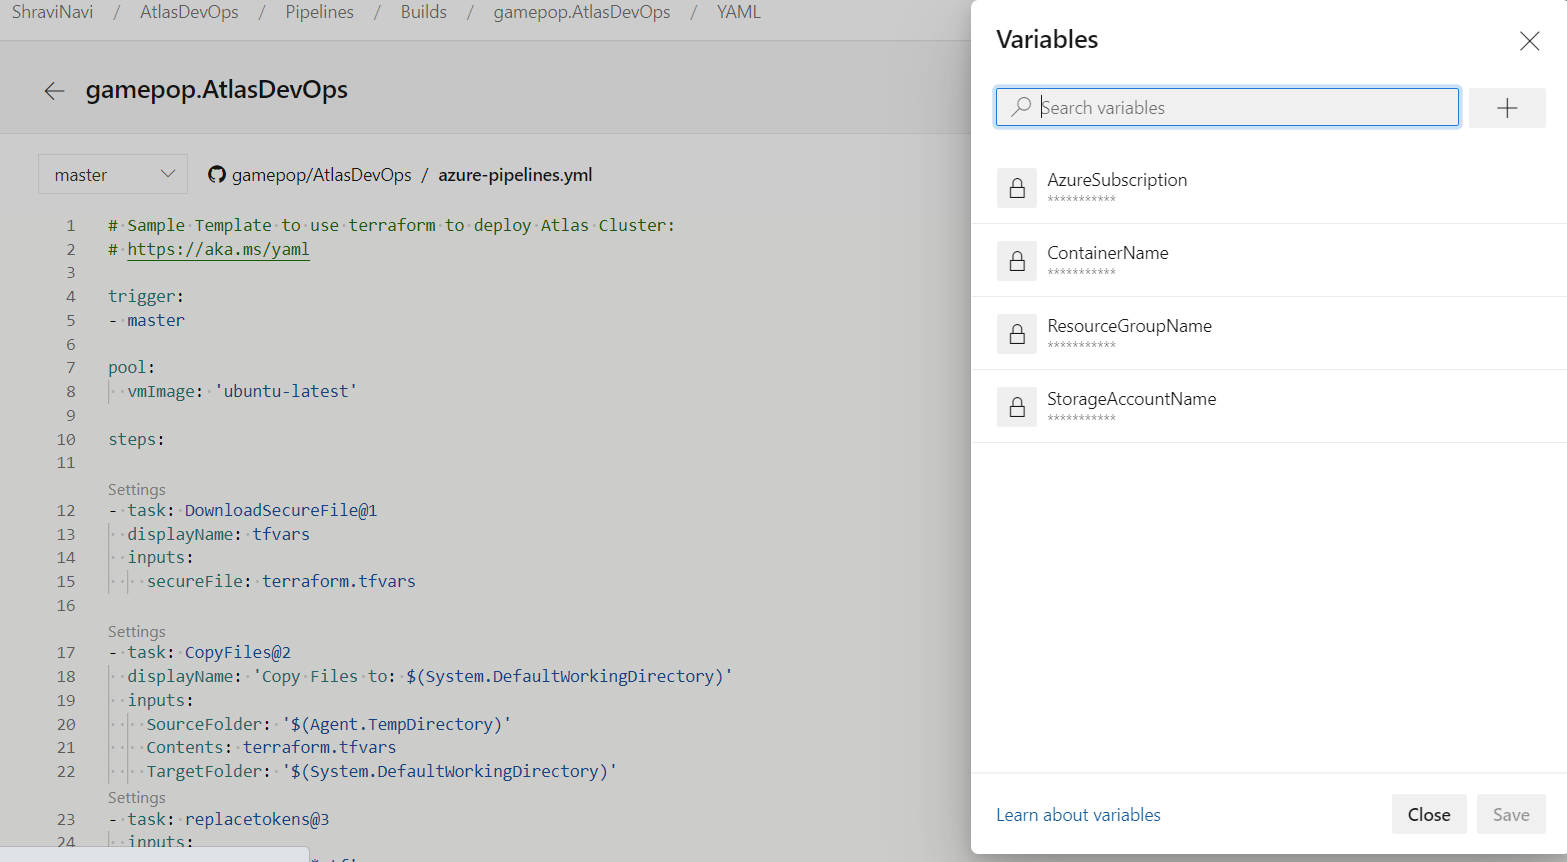 ShraviNavi / AtlasDevOps / Pipelines / Builds / gamepop.AtlasDevOps / YAML
gamepop.AtlasDevOps
master gamepop/AtlasDevOps / azure-pipelines.yml
1 # Sample Template to use terraform to deploy Atlas Cluster:
2 # https://aka.ms/yaml
3
4 trigger:
5 - master
6
7 pool:
8 vmImage: 'ubuntu-latest'
9
10 steps:
11
Settings
12 - task: DownloadSecureFile@1
13 displayName: tfvars
14 inputs:
15 secureFile: terraform.tfvars
16
Settings
17 - task: CopyFiles@2
18 displayName: 'Copy Files to: $(System.DefaultWorkingDirectory)'
19 inputs:
20 SourceFolder: '$(Agent.TempDirectory)'
21 Contents: terraform.tfvars
22 TargetFolder: '$(System.DefaultWorkingDirectory)'
Settings
23 - task: replacetokens@3
24 inputs:
Variables
Search variables
AzureSubscription
***********
ContainerName
***********
ResourceGroupName
***********
StorageAccountName
***********
Learn about variables
Close
Save